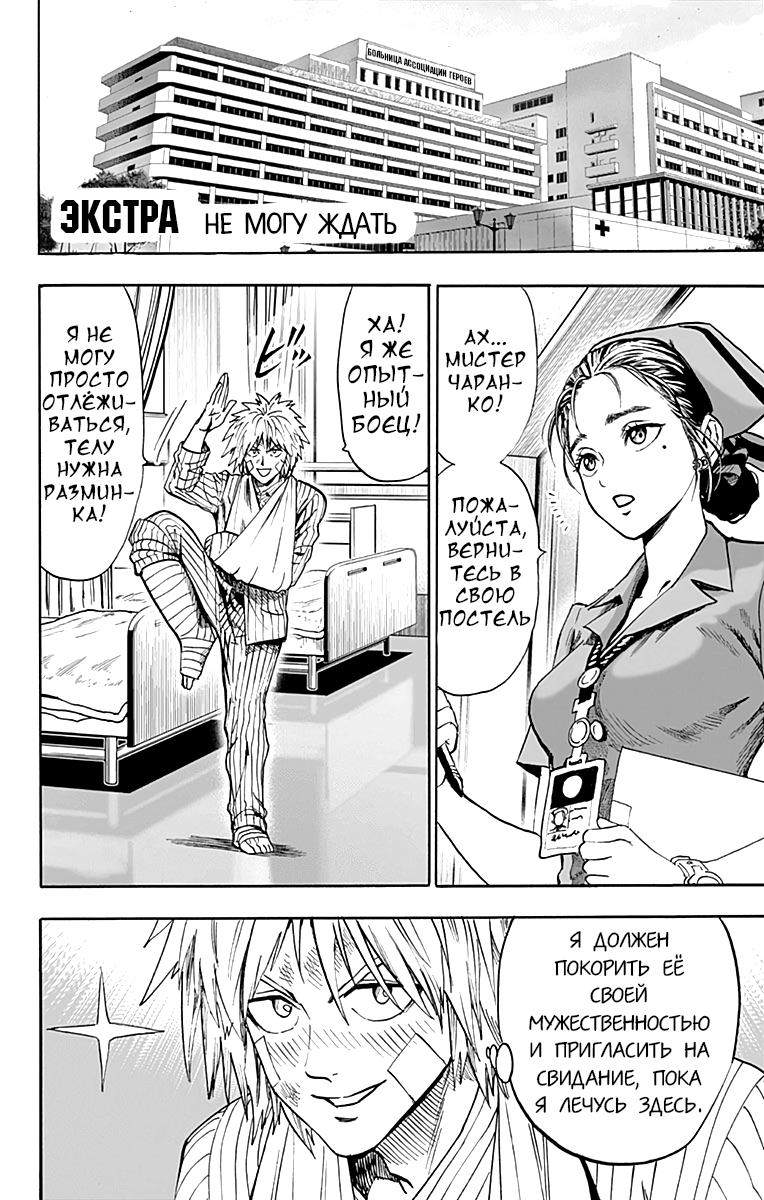 БОЛЬНИЦА АССОЦИАЦИИ ГЕРОЕВ
ЭКСТРА НЕ МОГУ ЖДАТЬ
АХ...
МИСТЕР
ЧАРАН-
КО!
ПОЖА-
ЛУЙСТА,
ВЕРНИ-
ТЕСЬ В
СВОЮ
ПОСТЕЛЬ
ХА!
Я ЖЕ
ОПЫТ-
НЫЙ
БОЕЦ!
ビッ
Я НЕ
МОГУ
ПРОСТО
ОТЛЁЖИ-
ВАТЬСЯ,
ТЕЛУ
НУЖНА
РАЗМИН-
КА!
Я ДОЛЖЕН
ПОКОРИТЬ ЕЁ
СВОЕЙ
МУЖЕСТВЕННОСТЬЮ
И ПРИГЛАСИТЬ НА
СВИДАНИЕ, ПОКА
Я ЛЕЧУСЬ ЗДЕСЬ.